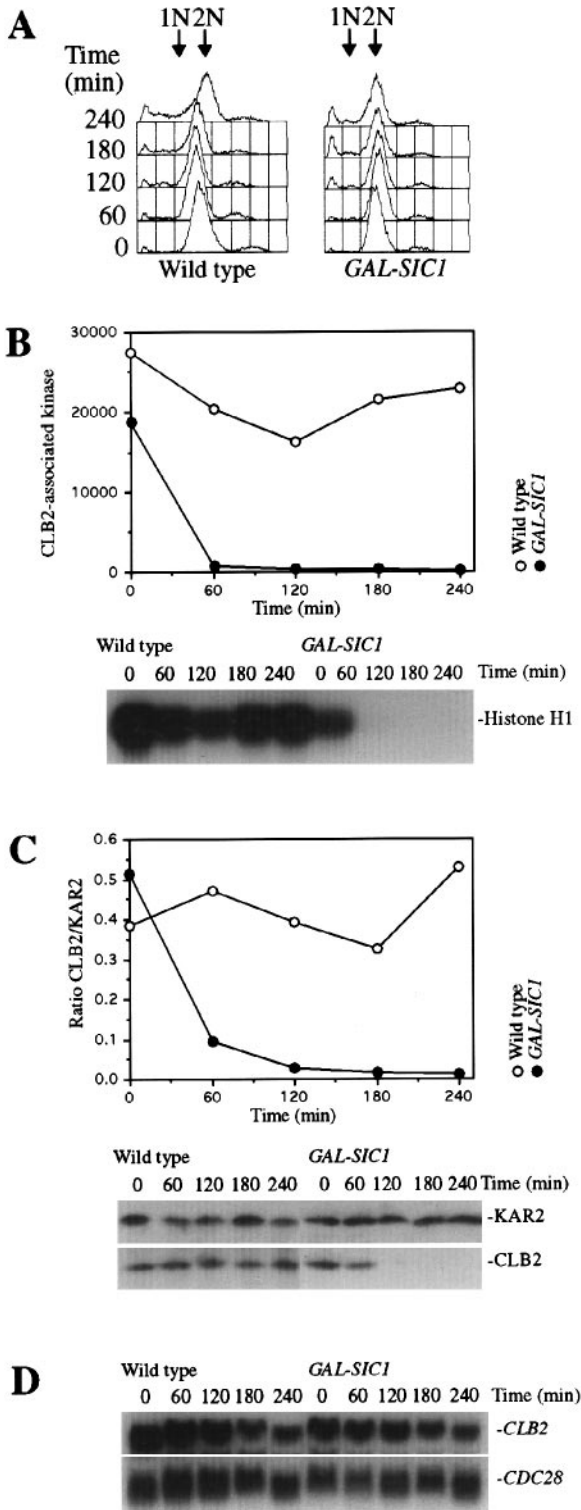 A
1N2N 1N2N
Time
(min)
240
180
120
60
0
Wild type GAL-SIC1
B
CLB2-associated kinase
30000
20000
10000
0
0 60 120 180 240
Time (min)
Wild type
GAL-SIC1
Wild type GAL-SIC1
0 60 120 180 240 0 60 120 180 240 Time (min)
-Histone H1
C
Ratio CLB2/KAR2
0.6
0.5
0.4
0.3
0.2
0.1
0.0
0 60 120 180 240
Time (min)
Wild type
GAL-SIC1
Wild type GAL-SIC1
0 60 120 180 240 0 60 120 180 240 Time (min)
-KAR2
-CLB2
D
Wild type GAL-SIC1
0 60 120 180 240 0 60 120 180 240 Time (min)
-CLB2
-CDC28